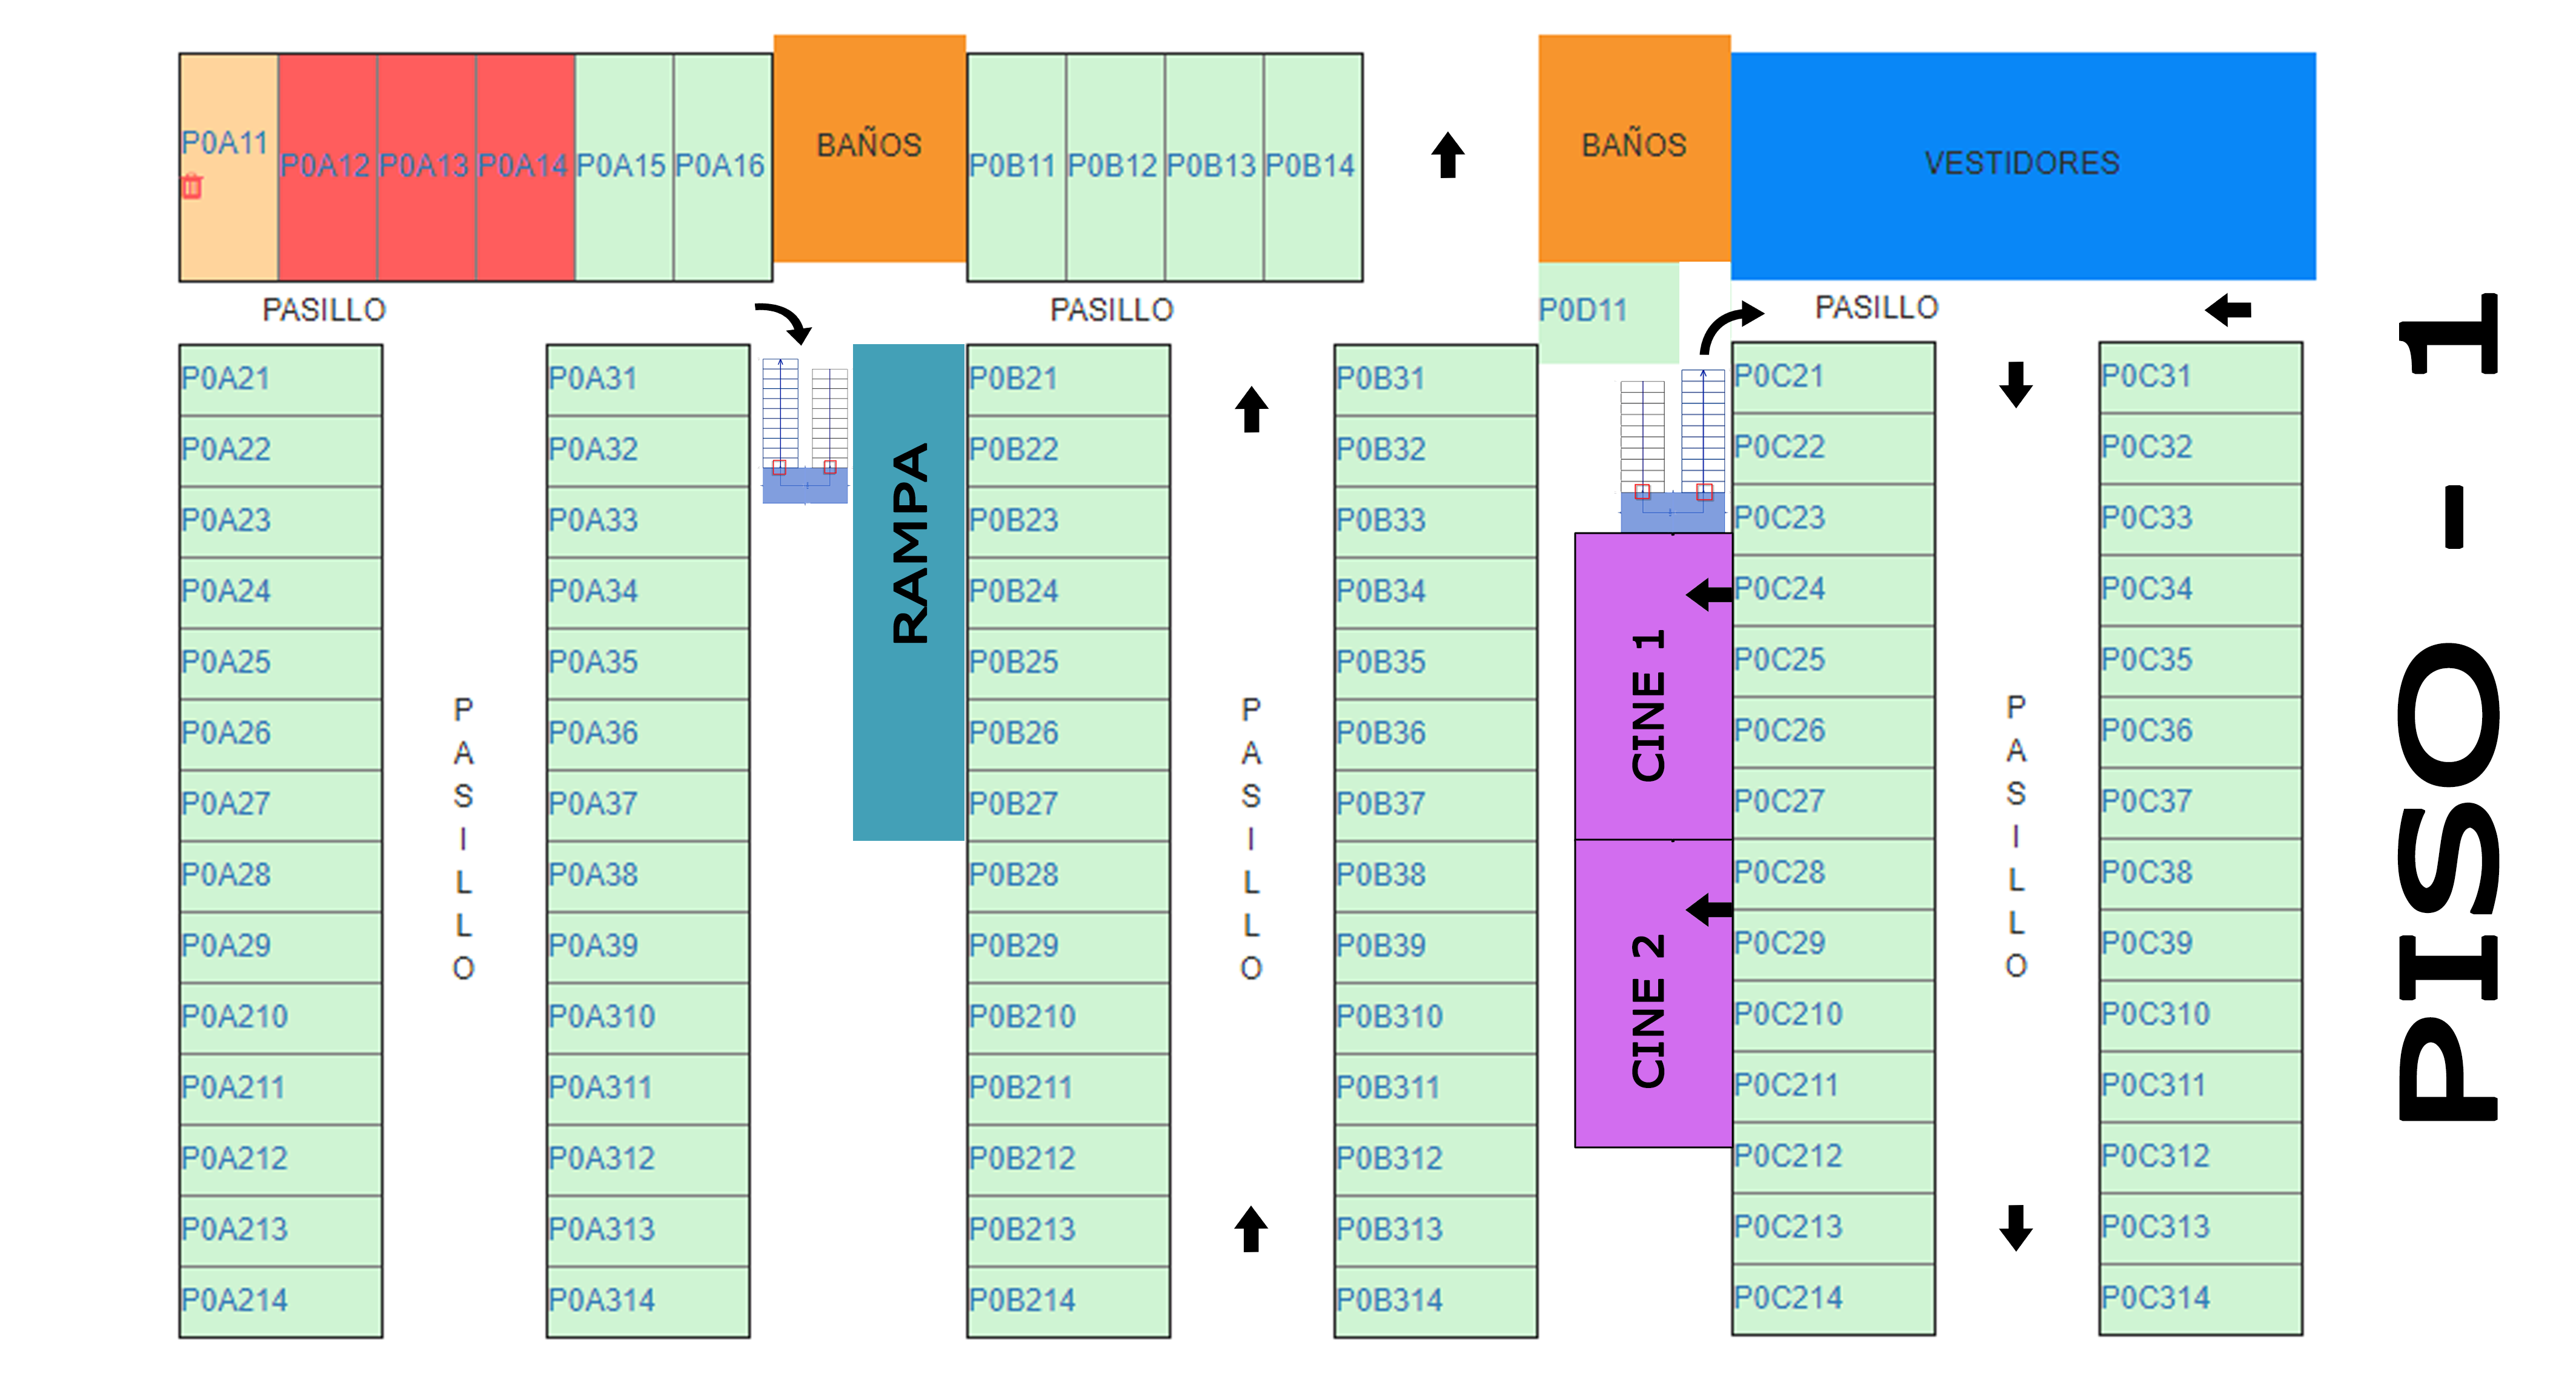 P0A11 P0A12 P0A13 P0A14 P0A15 P0A16 BAÑOS P0B11 P0B12 P0B13 P0B14 BAÑOS VESTIDORES
PASILLO PASILLO P0D11 PASILLO
P0A21 P0A31 P0B21 P0B31 P0C21 P0C31
P0A22 P0A32 P0B22 P0B32 P0C22 P0C32
P0A23 P0A33 P0B23 P0B33 P0C23 P0C33
P0A24 P0A34 P0B24 P0B34 P0C24 P0C34
P0A25 P0A35 P0B25 P0B35 P0C25 P0C35
P0A26 P0A36 P0B26 P0B36 P0C26 P0C36
P0A27 P0A37 P0B27 P0B37 P0C27 P0C37
P0A28 P0A38 P0B28 P0B38 P0C28 P0C38
P0A29 P0A39 P0B29 P0B39 P0C29 P0C39
P0A210 P0A310 P0B210 P0B310 P0C210 P0C310
P0A211 P0A311 P0B211 P0B311 P0C211 P0C311
P0A212 P0A312 P0B212 P0B312 P0C212 P0C312
P0A213 P0A313 P0B213 P0B313 P0C213 P0C313
P0A214 P0A314 P0B214 P0B314 P0C214 P0C314
PASILLO
RAMPA
PASILLO
CINE 1
CINE 2
PASILLO
PISO - 1